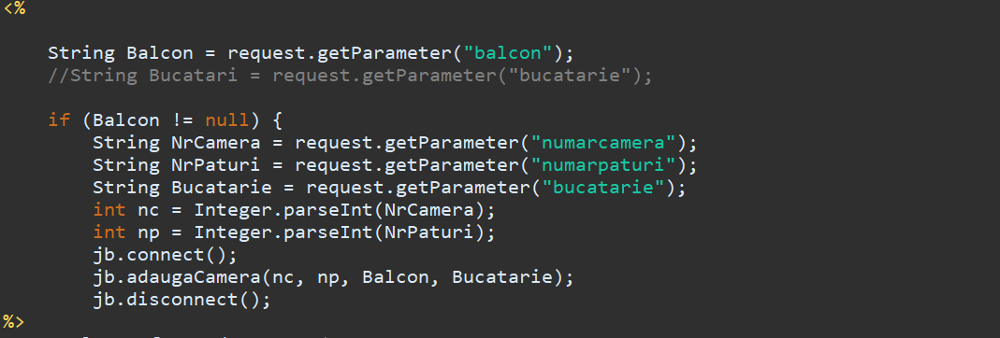 <%
String Balcon = request.getParameter("balcon");
//String Bucatari = request.getParameter("bucatarie");
if (Balcon != null) {
String NrCamera = request.getParameter("numarcamera");
String NrPaturi = request.getParameter("numarpaturi");
String Bucatarie = request.getParameter("bucatarie");
int nc = Integer.parseInt(NrCamera);
int np = Integer.parseInt(NrPaturi);
jb.connect();
jb.adaugaCamera(nc, np, Balcon, Bucatarie);
jb.disconnect();
%>